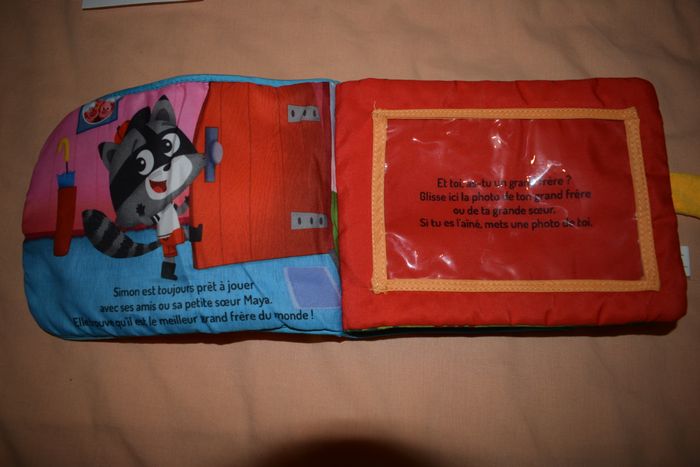 Simon est toujours prêt à jouer
avec ses amis ou sa petite sœur Maya.
Elle trouve qu'il est le meilleur grand frère du monde !
Et toi, as-tu un grand frère ?
Glisse ici la photo de ton grand frère
ou de ta grande sœur.
Si tu es l'aîné, mets une photo de toi.